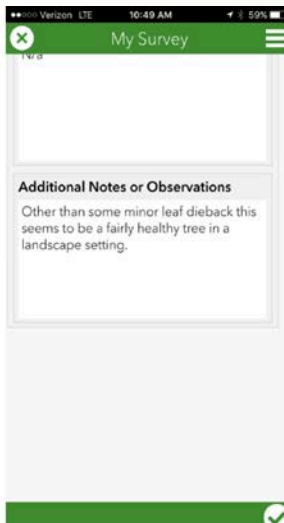 Verizon LTE 10:49 AM 59%
My Survey
N/a
Additional Notes or Observations
Other than some minor leaf dieback this
seems to be a fairly healthy tree in a
landscape setting.